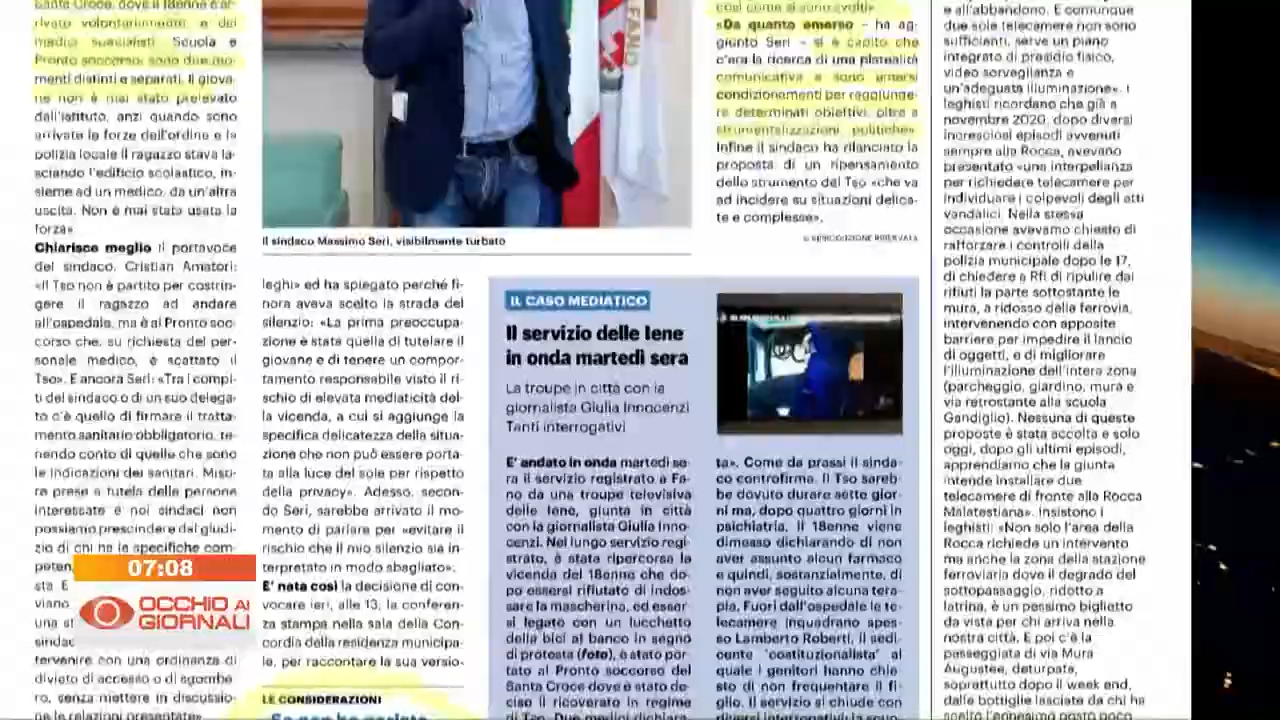 Santa Croce, dove il 18enne è ar-
rivato volontariamente, e dei
medici specialisti. Scuola e
Pronto soccorso, sono due mo-
menti distinti e separati. Il giova-
ne non è mai stato prelevato
dall'istituto, anzi quando sono
arrivate le forze dell'ordine e la
polizia locale il ragazzo stava la-
sciando l'edificio scolastico, in-
sieme ad un medico, da un'altra
uscita. Non è mai stata usata la
forza».
Chiarisce meglio il portavoce
del sindaco, Cristian Amatori:
«Il Tso non è partito per costrin-
gere il ragazzo ad andare
all'ospedale, ma è al Pronto soc-
corso che, su richiesta del per-
sonale medico, è scattato il
Tso». E ancora Seri: «Tra i compi-
ti del sindaco o di un suo delega-
to c'è quello di firmare il tratta-
mento sanitario obbligatorio, te-
nendo conto di quelle che sono
le indicazioni dei sanitari. Misu-
re prese a tutela della persona
interessata e noi sindaci non
possiamo prescindere dal giudi-
zio di chi ha le specifiche com-
peten
sta E
viano
una s
sindac
tervenire con una ordinanza di
divieto di accesso o di sgombe-
ro, senza mettere in discussio-
ne le relazioni presentate»
07:08
OCCHIO AI
GIORNALI
Il sindaco Massimo Seri, visibilmente turbato
leghi» ed ha spiegato perché fi-
nora aveva scelto la strada del
silenzio: «La prima preoccupa-
zione è stata quella di tutelare il
giovane e di tenere un compor-
tamento responsabile visto il ri-
schio di elevata mediaticità del-
la vicenda, a cui si aggiunge la
specifica delicatezza della situa-
zione che non può essere porta-
ta alla luce del sole per rispetto
della privacy». Adesso, secon-
do Seri, sarebbe arrivato il mo-
mento di parlare per «evitare il
rischio che il mio silenzio sia in-
terpretato in modo sbagliato».
E' nata così la decisione di con-
vocare ieri, alle 13, la conferen-
za stampa nella sala della Con-
cordia della residenza municipa-
le, per raccontare la sua versio-
LE CONSIDERAZIONI
così come si sono svolti»
«Da quanto emerso – ha ag-
giunto Seri – si è capito che
c'era la ricerca di una platealità
comunicativa e sono emersi
condizionamenti per raggiunge-
re determinati obiettivi, oltre a
strumentalizzazioni politiche».
Infine il sindaco ha rilanciato la
proposta di un ripensamento
dello strumento del Tso «che va
ad incidere su situazioni delica-
te e complesse».
© RIPRODUZIONE RISERVATA
IL CASO MEDIATICO
Il servizio delle Iene
in onda martedì sera
La troupe in città con la
giornalista Giulia Innocenzi
Tanti interrogativi
E' andato in onda martedì se-
ra il servizio registrato a Fa-
no da una troupe televisiva
delle Iene, giunta in città
con la giornalista Giulia Inno-
cenzi. Nel lungo servizio regi-
strato, è stata ripercorsa la
vicenda del 18enne che do-
po essersi rifiutato di indos-
sare la mascherina, ed esser-
si legato con un lucchetto
della bici al banco in segno
di protesta (foto), è stato por-
tato al Pronto soccorso del
Santa Croce dove è stato de-
ciso il ricovero in regime
di Tso. Due medici dichiara-
ta». Come da prassi il sinda-
co controfirma. Il Tso sareb-
be dovuto durare sette gior-
ni ma, dopo quattro giorni in
psichiatria, il 18enne viene
dimesso dichiarando di non
aver assunto alcun farmaco
e quindi, sostanzialmente, di
non aver seguito alcuna tera-
pia. Fuori dall'ospedale le te-
lecamere inquadrano spes-
so Lamberto Roberti, il sedi-
cente 'costituzionalista' al
quale i genitori hanno chie-
sto di non frequentare il fi-
glio. Il servizio si chiude con
e all'abbandono. E comunque
due sole telecamere non sono
sufficienti, serve un piano
integrato di presidio fisico,
video sorveglianza e
un'adeguata illuminazione». I
leghisti ricordano che già a
novembre 2020, dopo diversi
incresciosi episodi avvenuti
sempre alla Rocca, avevano
presentato «una interpellanza
per richiedere telecamere per
individuare i colpevoli degli atti
vandalici. Nella stessa
occasione avevamo chiesto di
rafforzare i controlli della
polizia municipale dopo le 17,
di chiedere a Rfi di ripulire dai
rifiuti la parte sottostante le
mura, a ridosso della ferrovia,
intervenendo con apposite
barriere per impedire il lancio
di oggetti, e di migliorare
l'illuminazione dell'intera zona
(parcheggio, giardino, mura e
via retrostante alla scuola
Gandiglio). Nessuna di queste
proposte è stata accolta e solo
oggi, dopo gli ultimi episodi,
apprendiamo che la giunta
intende installare due
telecamere di fronte alla Rocca
Malatestiana». Insistono i
leghisti: «Non solo l'area della
Rocca richiede un intervento
ma anche la zona della stazione
ferroviaria dove il degrado del
sottopassaggio, ridotto a
latrina, è un pessimo biglietto
da vista per chi arriva nella
nostra città. E poi c'è la
passeggiata di via Mura
Augustee, deturpata,
soprattutto dopo il week end,
dalle bottiglie lasciate da chi ha